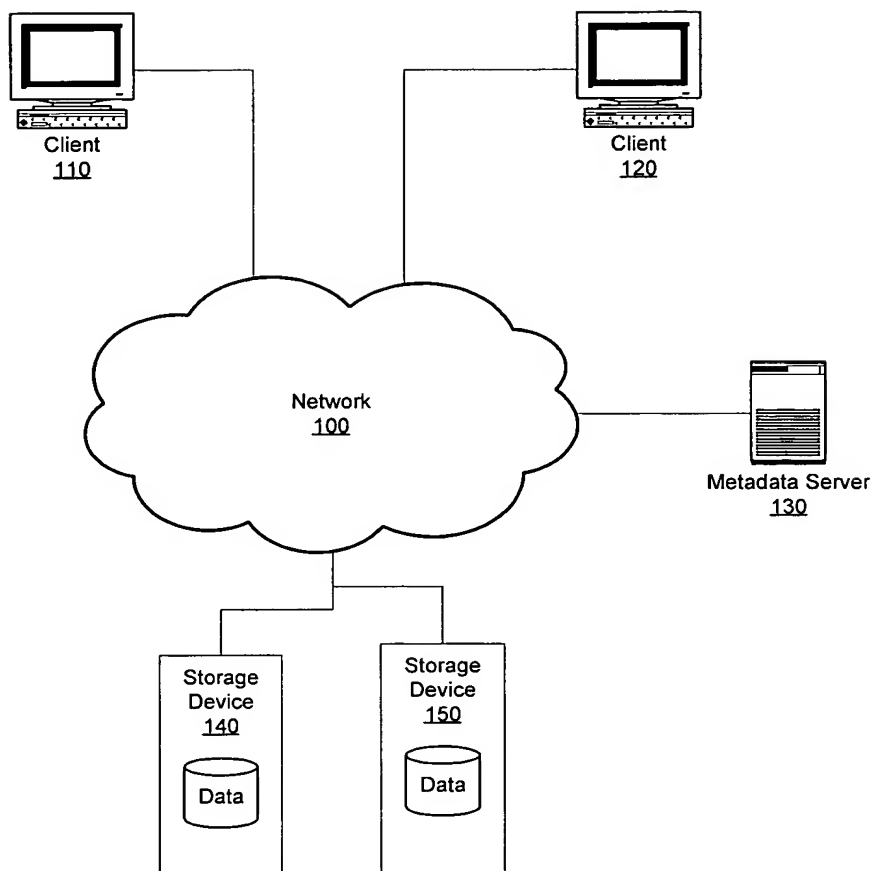 Client
110
Client
120
Network
100
Metadata Server
130
Storage
Device
140
Data
Storage
Device
150
Data